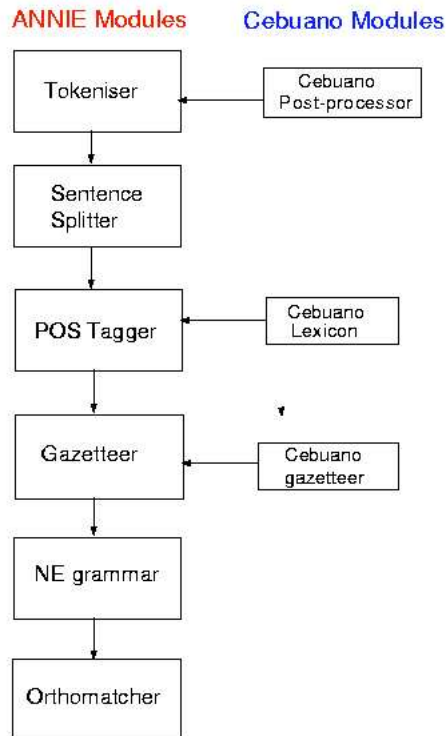 ANNIE Modules
Cebuano Modules
Tokeniser
Cebuano
Post-processor
Sentence
Splitter
POS Tagger
Cebuano
Lexicon
Gazetteer
Cebuano
gazetteer
NE grammar
Orthomatcher